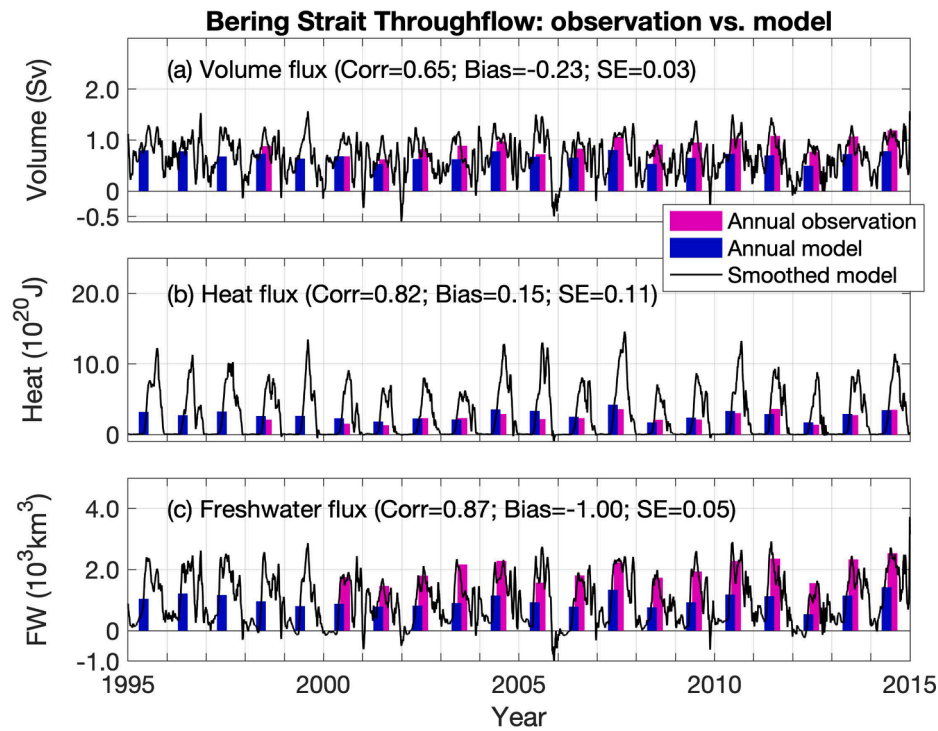 Bering Strait Throughflow: observation vs. model
(a) Volume flux (Corr=0.65; Bias=-0.23; SE=0.03)
Volume (Sv)
2.0
1.0
0
-0.5
Annual observation
Annual model
Smoothed model
(b) Heat flux (Corr=0.82; Bias=0.15; SE=0.11)
Heat (10²⁰J)
20.0
10.0
0
(c) Freshwater flux (Corr=0.87; Bias=-1.00; SE=0.05)
FW (10³km³)
4.0
2.0
0
-1.0
1995 2000 2005 2010 2015
Year